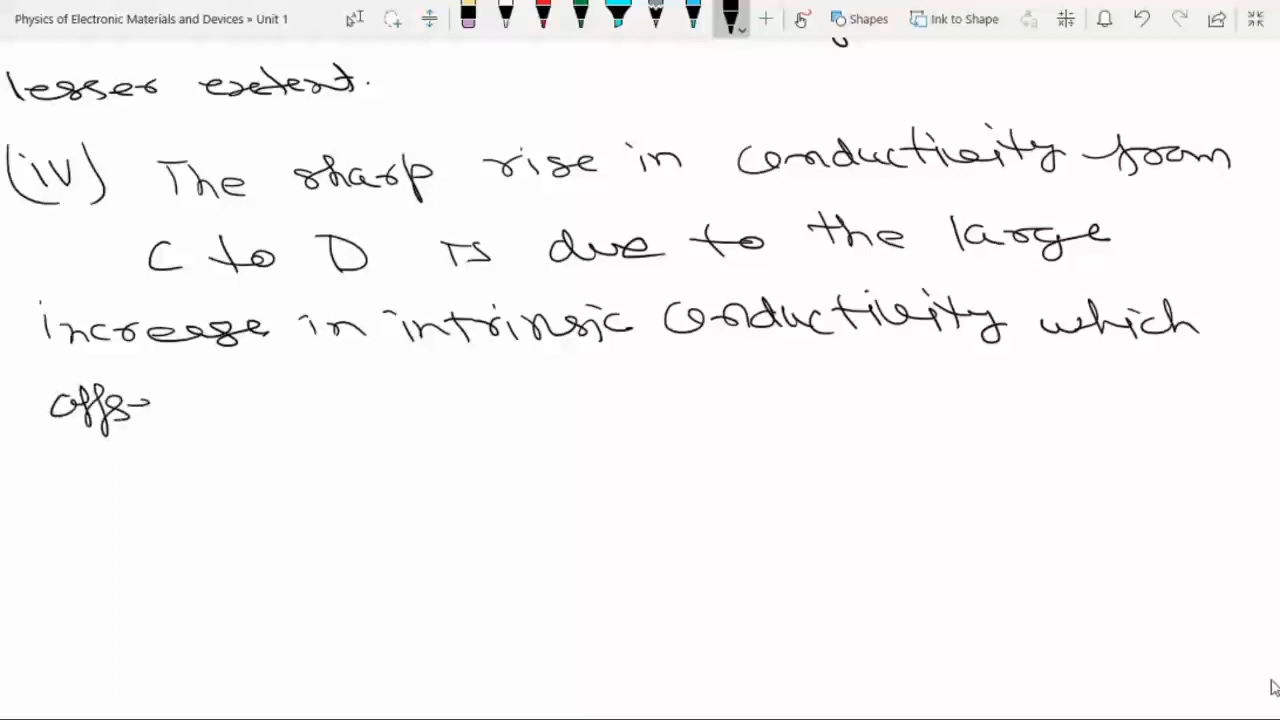 Physics of Electronic Materials and Devices » Unit 1
Shapes
Ink to Shape
lesser extent.
(iv) The sharp rise in conductivity from
C to D is due to the large
increase in intrinsic conductivity which
offs